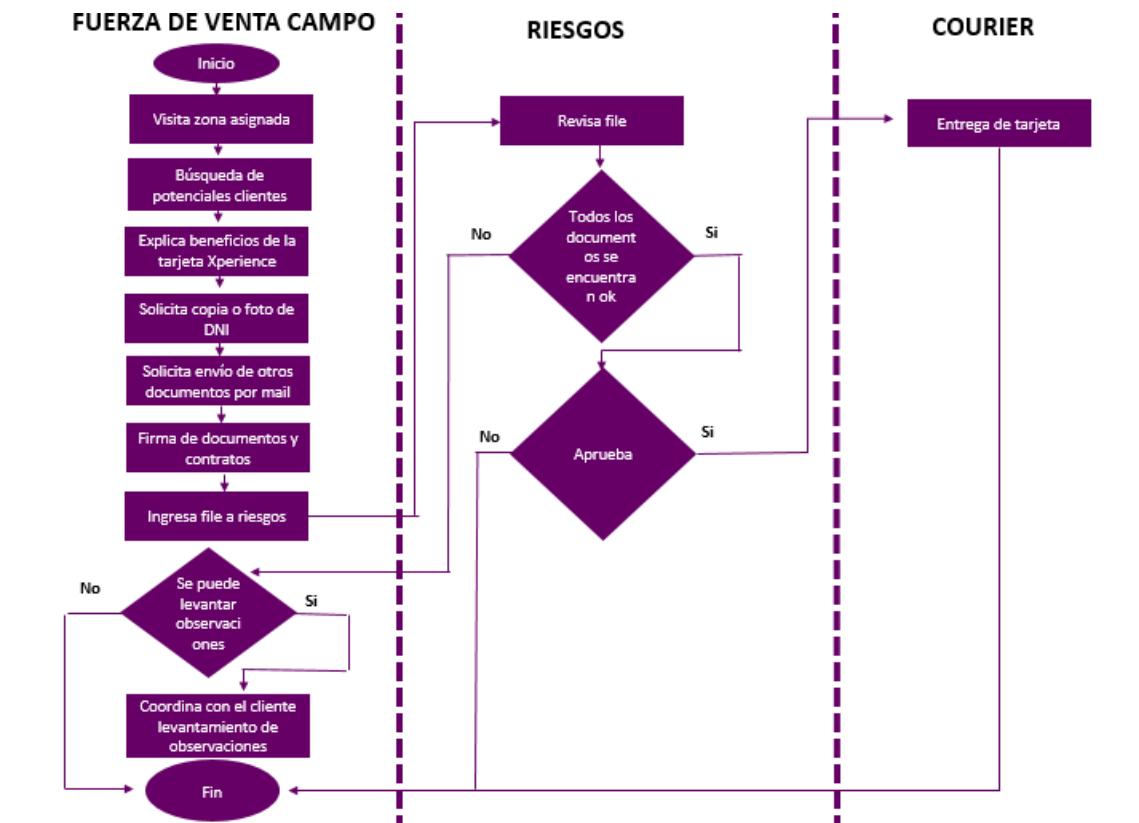 FUERZA DE VENTA CAMPO
RIESGOS
COURIER
Inicio
Visita zona asignada
Búsqueda de
potenciales clientes
Explica beneficios de la
tarjeta Xperience
Solicita copia o foto de
DNI
Solicita envío de otros
documentos por mail
Firma de documentos y
contratos
Ingresa file a riesgos
Se puede
levantar
observaci
ones
No
Si
Coordina con el cliente
levantamiento de
observaciones
Fin
Revisa file
Todos los
document
os se
encuentra
n ok
No
Si
Aprueba
No
Si
Entrega de tarjeta